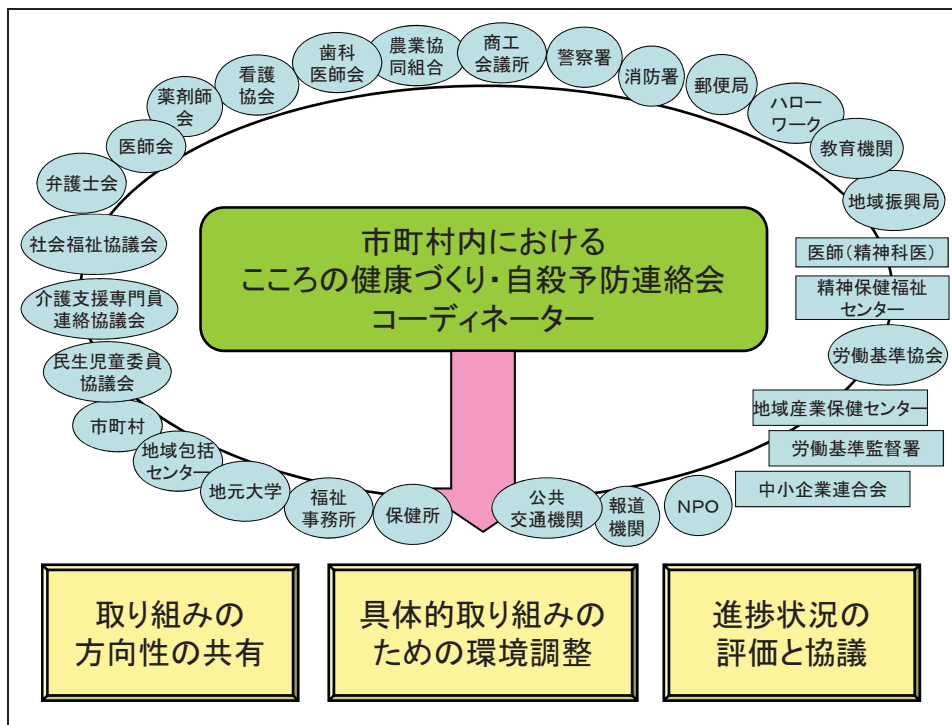 歯科
医師会
農業協
同組合
商工
会議所
警察署
消防署
郵便局
ハロー
ワーク
教育機関
地域振興局
医師(精神科医)
精神保健福祉
センター
労働基準協会
地域産業保健センター
労働基準監督署
中小企業連合会
NPO
報道
機関
公共
交通機関
保健所
福祉
事務所
地元大学
地域包括
センター
市町村
民生児童委員
協議会
介護支援専門員
連絡協議会
社会福祉協議会
弁護士会
医師会
薬剤師
会
看護
協会
市町村内における
こころの健康づくり・自殺予防連絡会
コーディネーター
取り組みの
方向性の共有
具体的取り組みの
ための環境調整
進捗状況の
評価と協議